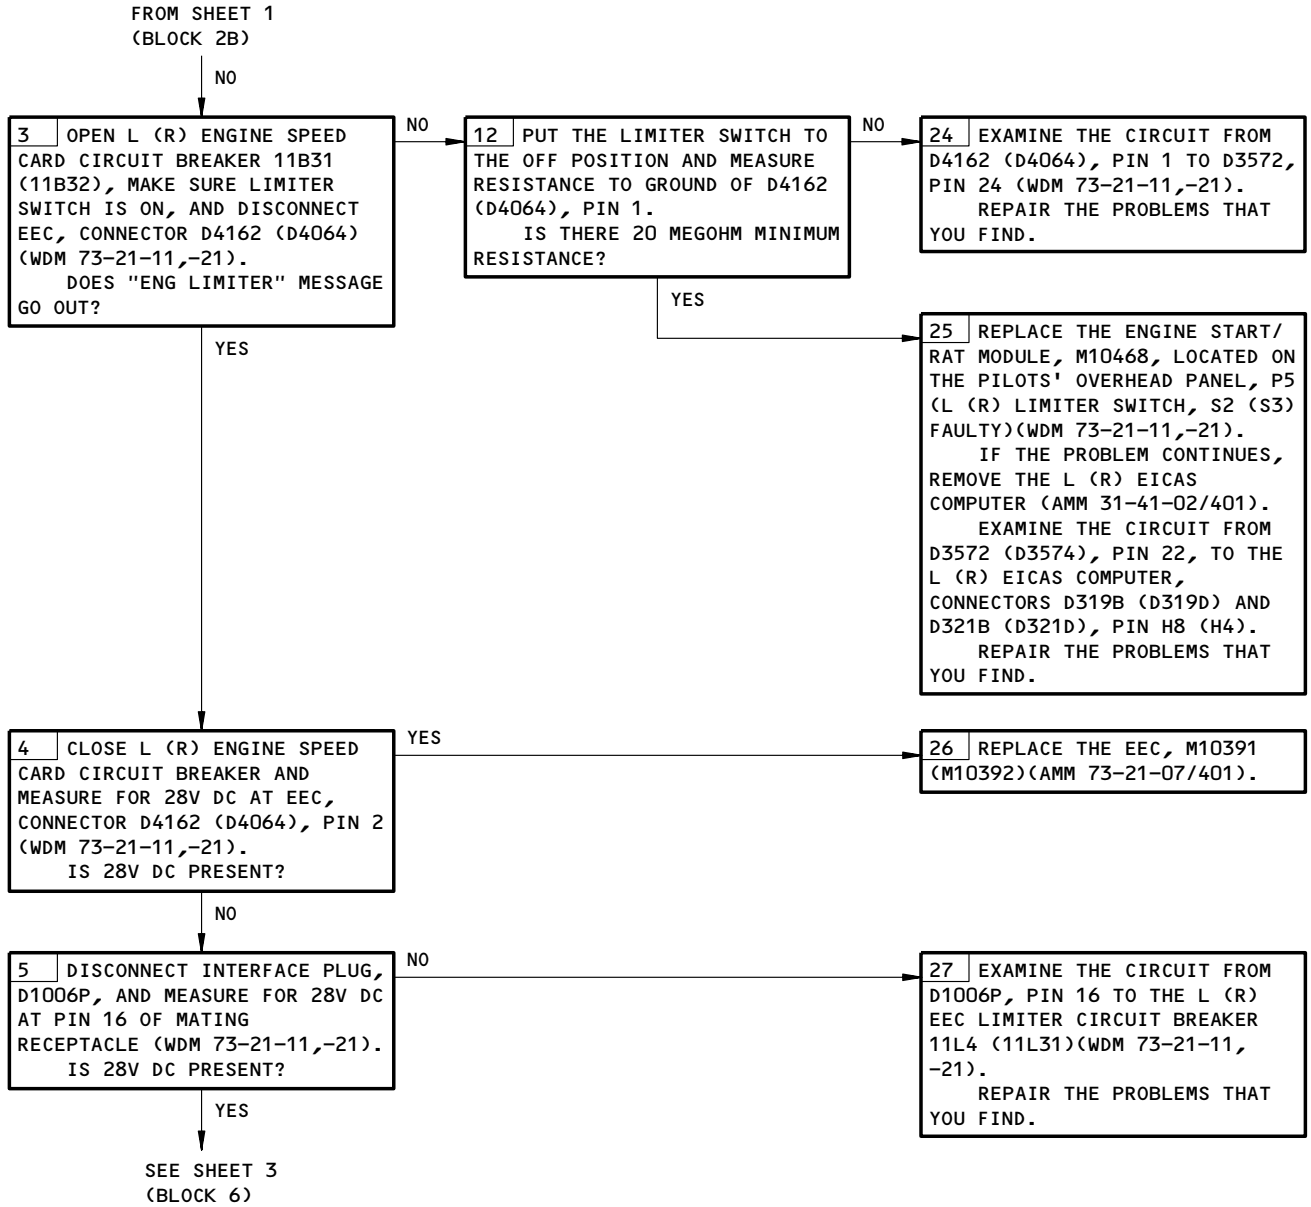 FROM SHEET 1
(BLOCK 2B)
NO
3 OPEN L (R) ENGINE SPEED
CARD CIRCUIT BREAKER 11B31
(11B32), MAKE SURE LIMITER
SWITCH IS ON, AND DISCONNECT
EEC, CONNECTOR D4162 (D4064)
(WDM 73-21-11,-21).
DOES "ENG LIMITER" MESSAGE
GO OUT?
NO
12 PUT THE LIMITER SWITCH TO
THE OFF POSITION AND MEASURE
RESISTANCE TO GROUND OF D4162
(D4064), PIN 1.
IS THERE 20 MEGOHM MINIMUM
RESISTANCE?
NO
24 EXAMINE THE CIRCUIT FROM
D4162 (D4064), PIN 1 TO D3572,
PIN 24 (WDM 73-21-11,-21).
REPAIR THE PROBLEMS THAT
YOU FIND.
YES
25 REPLACE THE ENGINE START/
RAT MODULE, M10468, LOCATED ON
THE PILOTS' OVERHEAD PANEL, P5
(L (R) LIMITER SWITCH, S2 (S3)
FAULTY)(WDM 73-21-11,-21).
IF THE PROBLEM CONTINUES,
REMOVE THE L (R) EICAS
COMPUTER (AMM 31-41-02/401).
EXAMINE THE CIRCUIT FROM
D3572 (D3574), PIN 22, TO THE
L (R) EICAS COMPUTER,
CONNECTORS D319B (D319D) AND
D321B (D321D), PIN H8 (H4).
REPAIR THE PROBLEMS THAT
YOU FIND.
YES
4 CLOSE L (R) ENGINE SPEED
CARD CIRCUIT BREAKER AND
MEASURE FOR 28V DC AT EEC,
CONNECTOR D4162 (D4064), PIN 2
(WDM 73-21-11,-21).
IS 28V DC PRESENT?
YES
26 REPLACE THE EEC, M10391
(M10392)(AMM 73-21-07/401).
NO
5 DISCONNECT INTERFACE PLUG,
D1006P, AND MEASURE FOR 28V DC
AT PIN 16 OF MATING
RECEPTACLE (WDM 73-21-11,-21).
IS 28V DC PRESENT?
NO
27 EXAMINE THE CIRCUIT FROM
D1006P, PIN 16 TO THE L (R)
EEC LIMITER CIRCUIT BREAKER
11L4 (11L31)(WDM 73-21-11,
-21).
REPAIR THE PROBLEMS THAT
YOU FIND.
YES
SEE SHEET 3
(BLOCK 6)